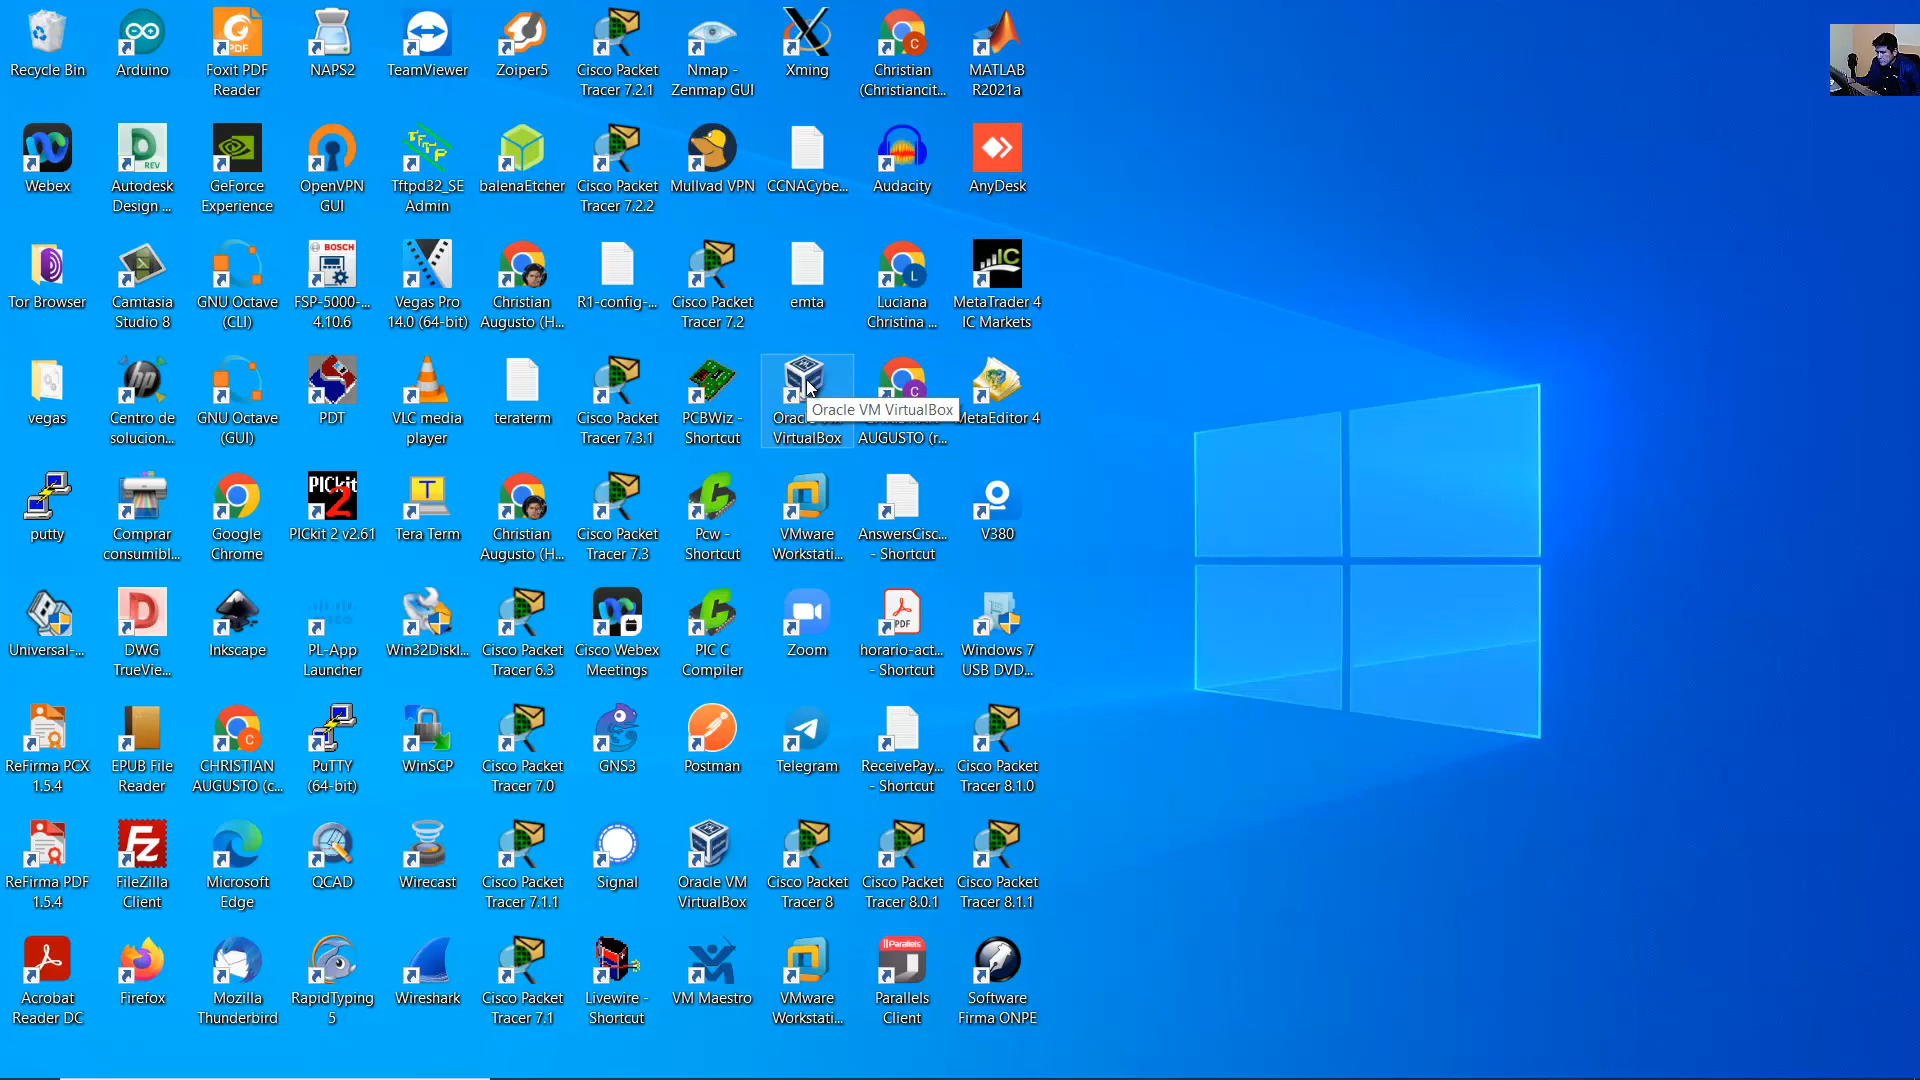 Recycle Bin
Arduino
Foxit PDF
Reader
NAPS2
TeamViewer
Zoiper5
Cisco Packet
Tracer 7.2.1
Nmap -
Zenmap GUI
Xming
Christian
(Christiancit...
MATLAB
R2021a
Webex
Autodesk
Design ...
GeForce
Experience
OpenVPN
GUI
Tftpd32_SE
Admin
balenaEtcher
Cisco Packet
Tracer 7.2.2
Mullvad VPN
CCNACybe...
Audacity
AnyDesk
Tor Browser
Camtasia
Studio 8
GNU Octave
(CLI)
FSP-5000-...
4.10.6
Vegas Pro
14.0 (64-bit)
Christian
Augusto (H...
R1-config-...
Cisco Packet
Tracer 7.2
emta
Luciana
Christina ...
MetaTrader 4
IC Markets
vegas
Centro de
solucion...
GNU Octave
(GUI)
PDT
VLC media
player
teraterm
Cisco Packet
Tracer 7.3.1
PCBWiz -
Shortcut
VirtualBox
Oracle VM VirtualBox
AUGUSTO (r...
MetaEditor 4
putty
Comprar
consumibl...
Google
Chrome
PICkit 2 v2.61
Tera Term
Christian
Augusto (H...
Cisco Packet
Tracer 7.3
Pcw -
Shortcut
VMware
Workstati...
AnswersCisc...
- Shortcut
V380
Universal-...
DWG
TrueVie...
Inkscape
PL-App
Launcher
Win32DiskI...
Cisco Packet
Tracer 6.3
Cisco Webex
Meetings
PIC C
Compiler
Zoom
horario-act...
- Shortcut
Windows 7
USB DVD...
ReFirma PCX
1.5.4
EPUB File
Reader
CHRISTIAN
AUGUSTO (c...
PuTTY
(64-bit)
WinSCP
Cisco Packet
Tracer 7.0
GNS3
Postman
Telegram
ReceivePay...
- Shortcut
Cisco Packet
Tracer 8.1.0
ReFirma PDF
1.5.4
FileZilla
Client
Microsoft
Edge
QCAD
Wirecast
Cisco Packet
Tracer 7.1.1
Signal
Oracle VM
VirtualBox
Cisco Packet
Tracer 8
Cisco Packet
Tracer 8.0.1
Cisco Packet
Tracer 8.1.1
Acrobat
Reader DC
Firefox
Mozilla
Thunderbird
RapidTyping
5
Wireshark
Cisco Packet
Tracer 7.1
Livewire -
Shortcut
VM Maestro
VMware
Workstati...
Parallels
Client
Software
Firma ONPE